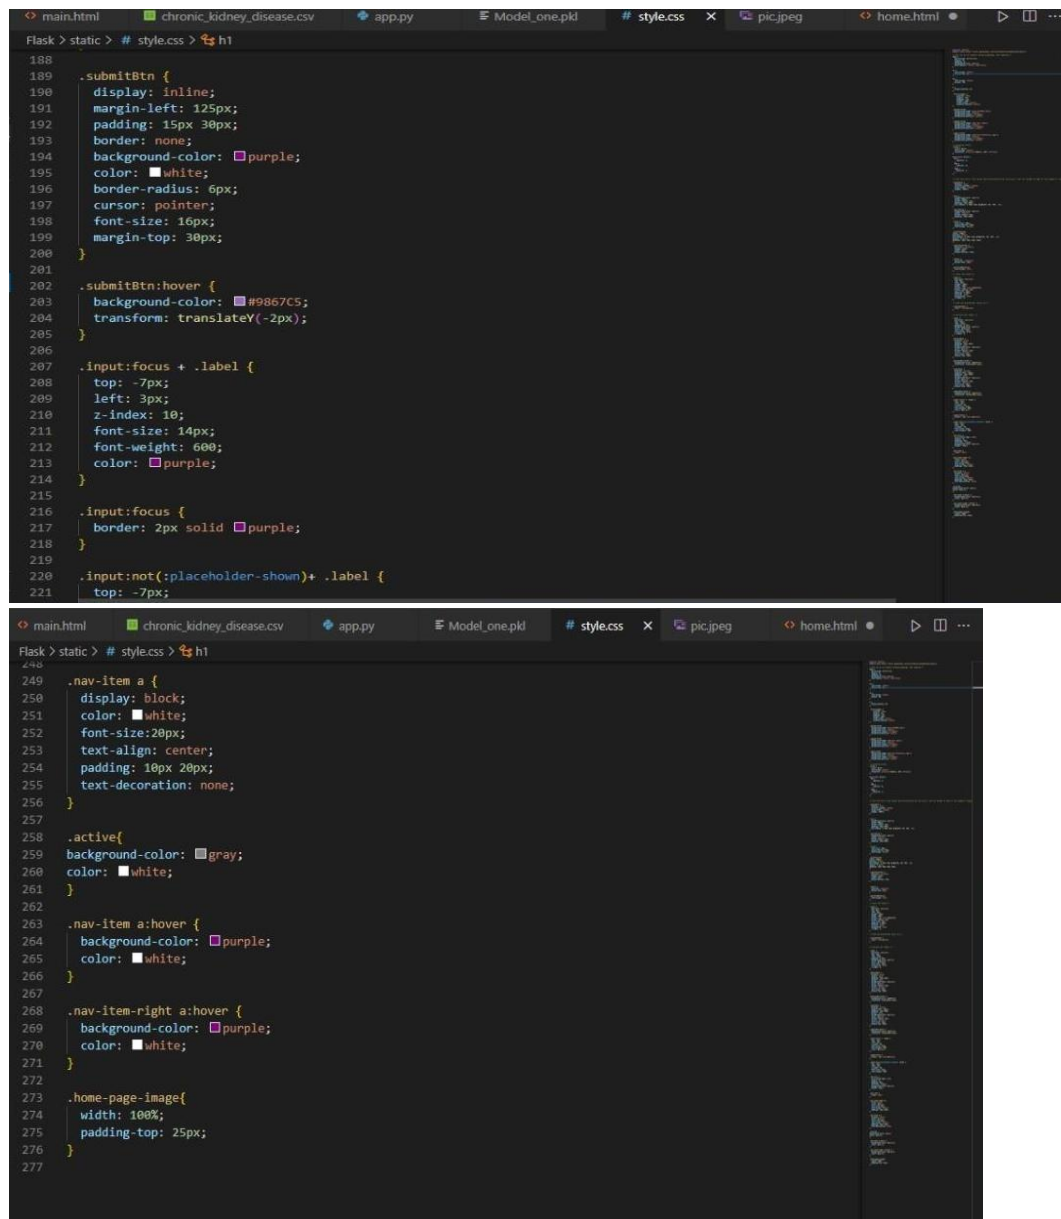 main.html chronic_kidney_disease.csv app.py Model_one.pkl # style.css X pic.jpeg home.html
Flask > static > # style.css > h1
188
189 .submitBtn {
190 display: inline;
191 margin-left: 125px;
192 padding: 15px 30px;
193 border: none;
194 background-color: purple;
195 color: white;
196 border-radius: 6px;
197 cursor: pointer;
198 font-size: 16px;
199 margin-top: 30px;
200 }
201
202 .submitBtn:hover {
203 background-color: #9867C5;
204 transform: translateY(-2px);
205 }
206
207 .input:focus + .label {
208 top: -7px;
209 left: 3px;
210 z-index: 10;
211 font-size: 14px;
212 font-weight: 600;
213 color: purple;
214 }
215
216 .input:focus {
217 border: 2px solid purple;
218 }
219
220 .input:not(:placeholder-shown)+ .label {
221 top: -7px;
main.html chronic_kidney_disease.csv app.py Model_one.pkl # style.css X pic.jpeg home.html
Flask > static > # style.css > h1
248
249 .nav-item a {
250 display: block;
251 color: white;
252 font-size:20px;
253 text-align: center;
254 padding: 10px 20px;
255 text-decoration: none;
256 }
257
258 .active{
259 background-color: gray;
260 color: white;
261 }
262
263 .nav-item a:hover {
264 background-color: purple;
265 color: white;
266 }
267
268 .nav-item-right a:hover {
269 background-color: purple;
270 color: white;
271 }
272
273 .home-page-image{
274 width: 100%;
275 padding-top: 25px;
276 }
277